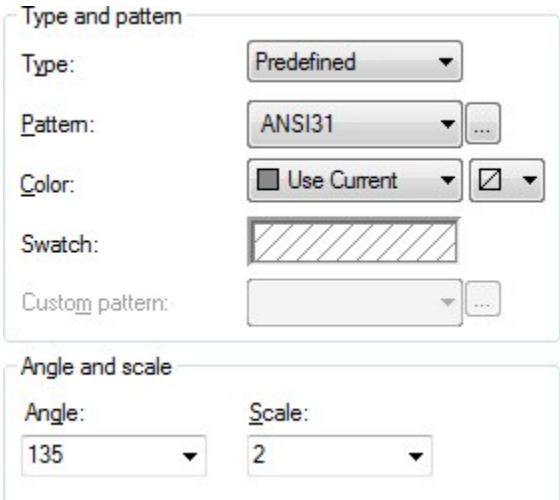 Type and pattern
Type: Predefined
Pattern: ANSI31 ...
Color: Use Current
Swatch:
Custom pattern: ...
Angle and scale
Angle: Scale:
135 2